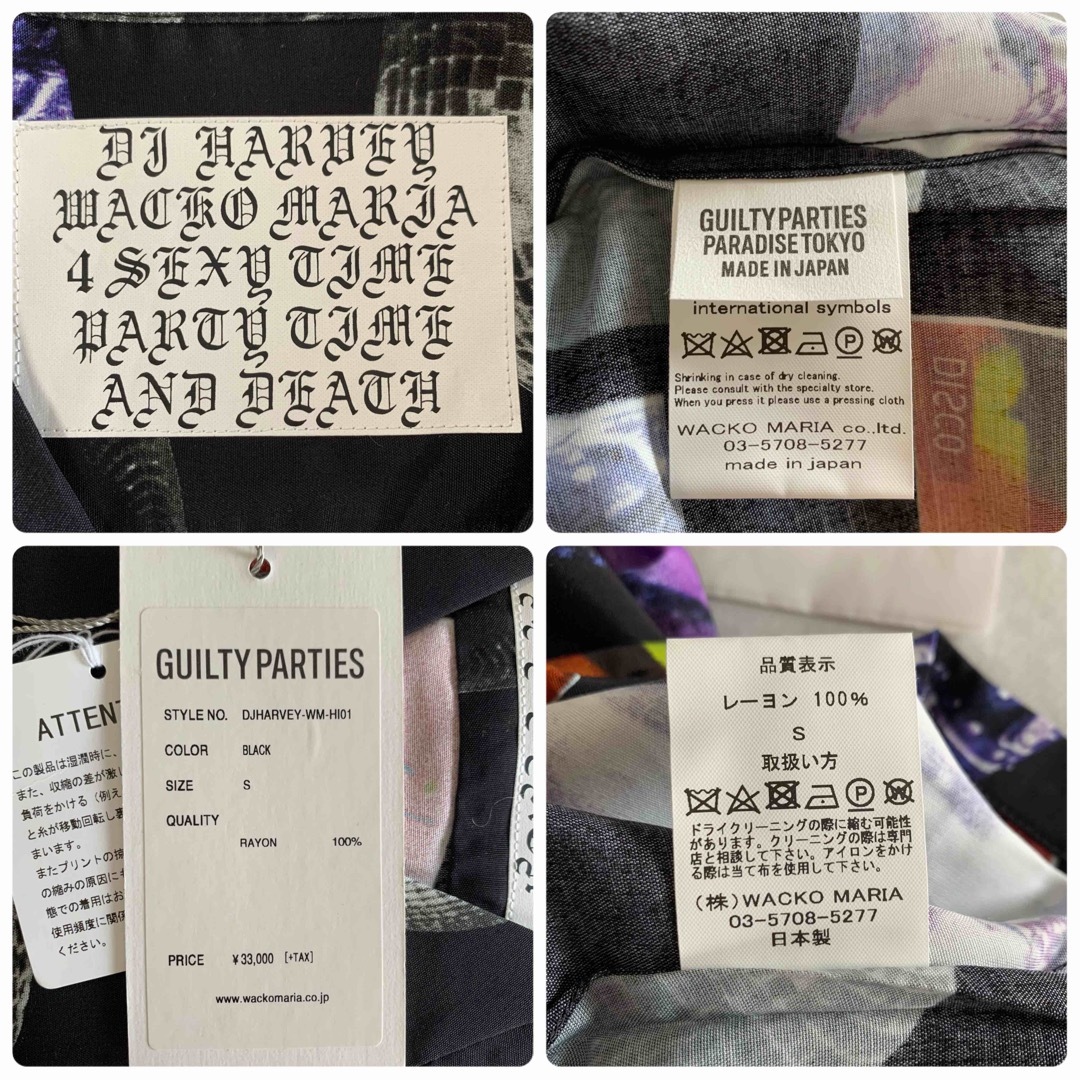 DJ HARVEY
WACKO MARIA
4 SEXY TIME
PARTY TIME
AND DEATH
GUILTY PARTIES
PARADISE TOKYO
MADE IN JAPAN
international symbols
Shrinking in case of dry cleaning.
Please consult with the specialty store.
When you press it please use a pressing cloth
WACKO MARIA co.,ltd.
03-5708-5277
made in japan
DISCO
ATTENT
この製品は湿潤時に、
また、収縮の差が激し
負荷をかける（例え
と糸が移動回転し
まいます。
またプリントの
の縮みの原因に
態での着用はお
使用頻度に関係
ください。
GUILTY PARTIES
STYLE NO. DJHARVEY-WM-HI01
COLOR BLACK
SIZE S
QUALITY
RAYON 100%
PRICE ¥33,000 [+TAX]
www.wackomaria.co.jp
品質表示
レーヨン 100%
S
取扱い方
ドライクリーニングの際に縮む可能性
があります。クリーニングの際は専門
店と相談して下さい。アイロンをかけ
る際は当て布を使用して下さい。
(株)WACKO MARIA
03-5708-5277
日本製